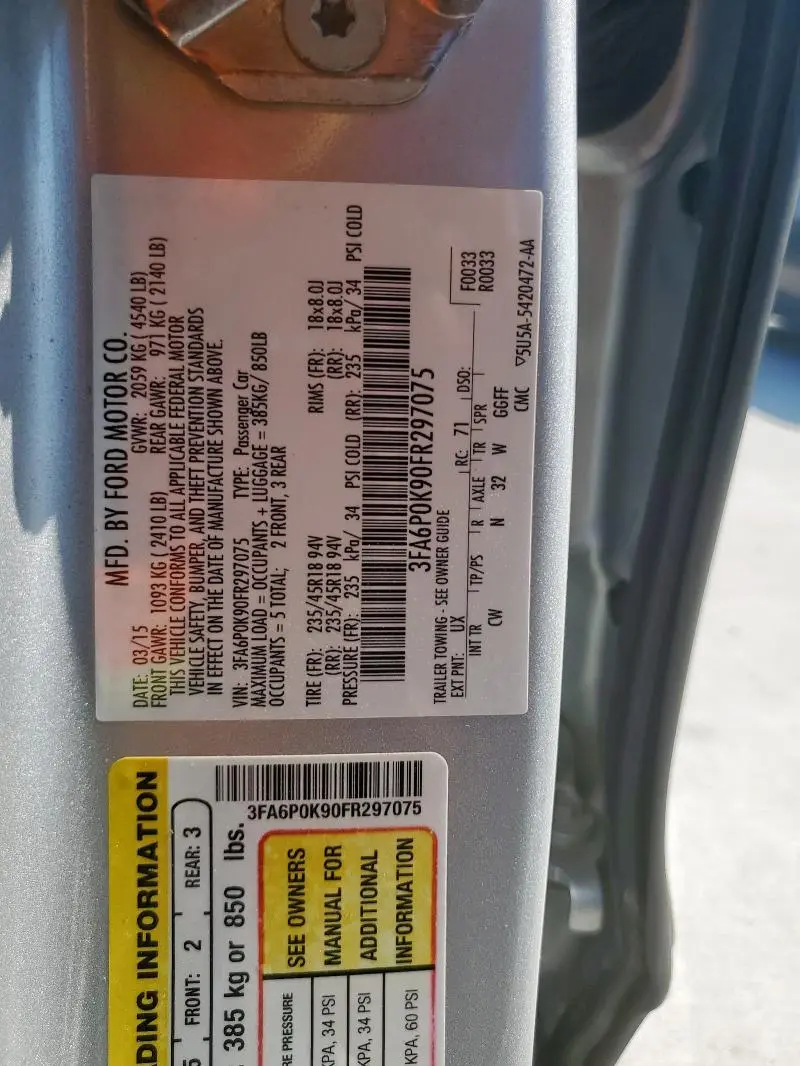 MFD. BY FORD MOTOR CO.
DATE: 03/15 GVWR: 2059 KG ( 4540 LB)
FRONT GAWR: 1093 KG ( 2410 LB) REAR GAWR: 971 KG ( 2140 LB)
THIS VEHICLE CONFORMS TO ALL APPLICABLE FEDERAL MOTOR
VEHICLE SAFETY, BUMPER, AND THEFT PREVENTION STANDARDS
IN EFFECT ON THE DATE OF MANUFACTURE SHOWN ABOVE.
VIN: 3FA6P0K90FR297075 TYPE: Passenger Car
MAXIMUM LOAD = OCCUPANTS + LUGGAGE = 385KG/ 850LB
OCCUPANTS = 5 TOTAL; 2 FRONT, 3 REAR
TIRE (FR): 235/45R18 94V RIMS (FR): 18x8.0J
(RR): 235/45R18 94V (RR): 18x8.0J
PRESSURE (FR): 235 kPa/ 34 PSI COLD (RR): 235 kPa/ 34 PSI COLD
3FA6P0K90FR297075
TRAILER TOWING - SEE OWNER GUIDE
EXT PNT: UX RC: 71 DSO: F0033
R0033
INT TR TP/PS R AXLE TR SPR
CW N 32 W GGFF
CMC
▽5U5A-5420472-AA
ADING INFORMATION
FRONT: 2 REAR: 3
385 kg or 850 lbs.
3FA6P0K90FR297075
RE PRESSURE
KPA, 34 PSI
KPA, 34 PSI
KPA, 60 PSI
SEE OWNERS
MANUAL FOR
ADDITIONAL
INFORMATION